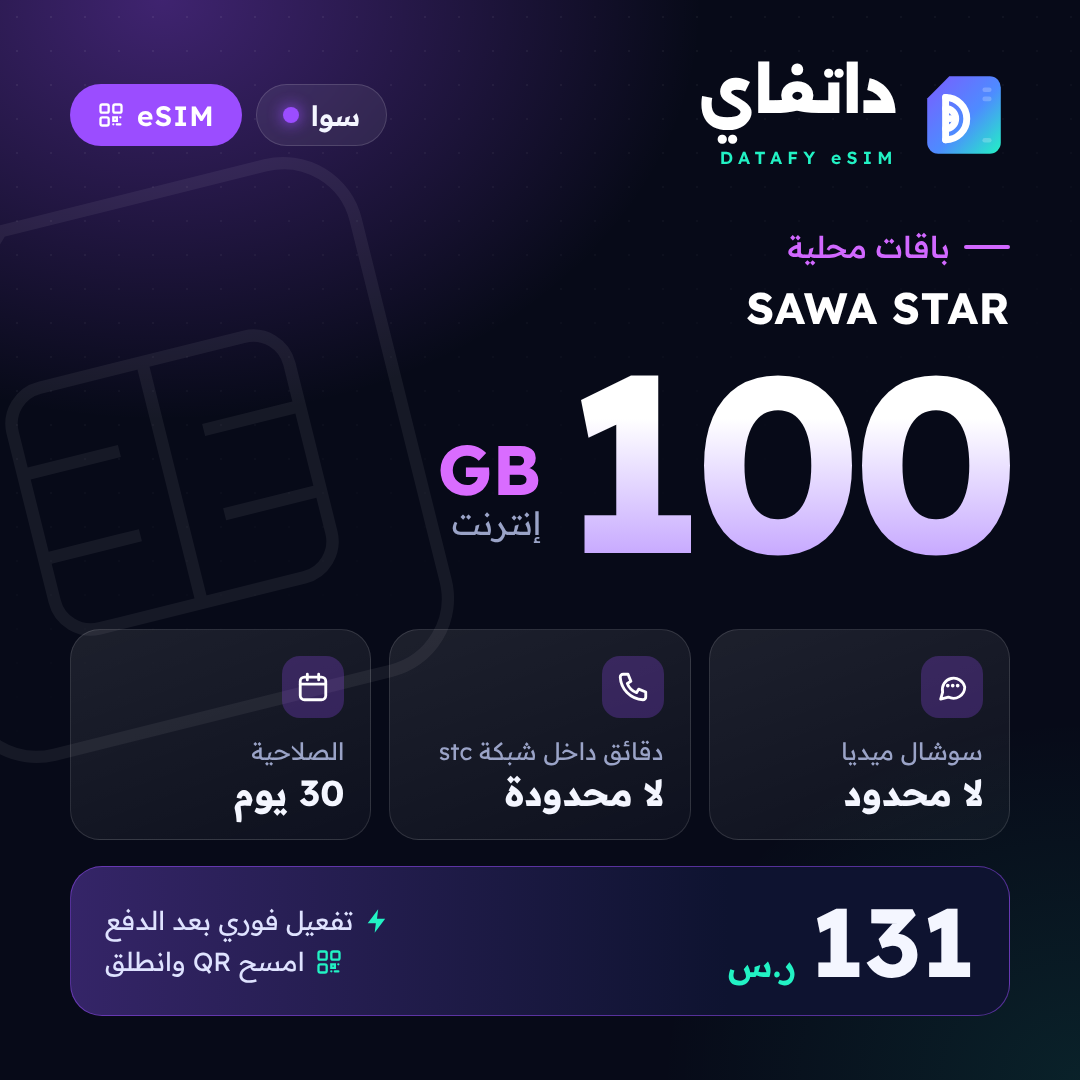 داتفاي
DATAFY eSIM
سوا
eSIM
باقات محلية
SAWA STAR
100
GB
إنترنت
سوشال ميديا
لا محدود
دقائق داخل شبكة stc
لا محدودة
الصلاحية
30 يوم
131 ر.س
تفعيل فوري بعد الدفع
امسح QR وانطلق